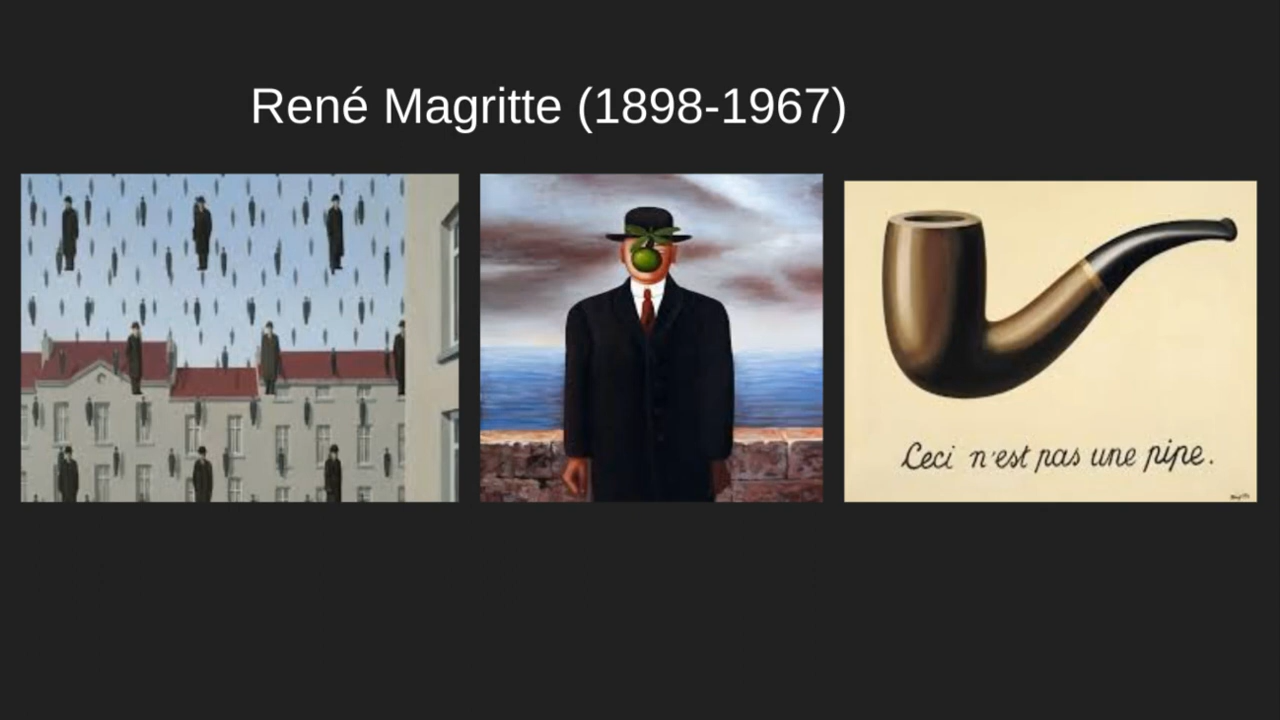 René Magritte (1898-1967)
Ceci n'est pas une pipe.